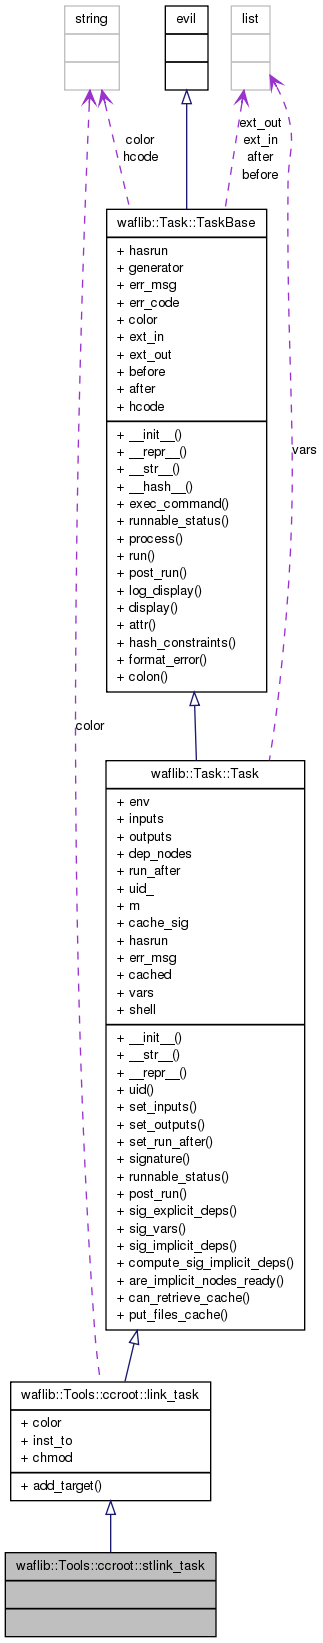 string
evil
list
color
hcode
ext_out
ext_in
after
before
waflib::Task::TaskBase
+ hasrun
+ generator
+ err_msg
+ err_code
+ color
+ ext_in
+ ext_out
+ before
+ after
+ hcode
+ __init__()
+ __repr__()
+ __str__()
+ __hash__()
+ exec_command()
+ runnable_status()
+ process()
+ run()
+ post_run()
+ log_display()
+ display()
+ attr()
+ hash_constraints()
+ format_error()
+ colon()
vars
color
waflib::Task::Task
+ env
+ inputs
+ outputs
+ dep_nodes
+ run_after
+ uid_
+ m
+ cache_sig
+ hasrun
+ err_msg
+ cached
+ vars
+ shell
+ __init__()
+ __str__()
+ __repr__()
+ uid()
+ set_inputs()
+ set_outputs()
+ set_run_after()
+ signature()
+ runnable_status()
+ post_run()
+ sig_explicit_deps()
+ sig_vars()
+ sig_implicit_deps()
+ compute_sig_implicit_deps()
+ are_implicit_nodes_ready()
+ can_retrieve_cache()
+ put_files_cache()
waflib::Tools::ccroot::link_task
+ color
+ inst_to
+ chmod
+ add_target()
waflib::Tools::ccroot::stlink_task